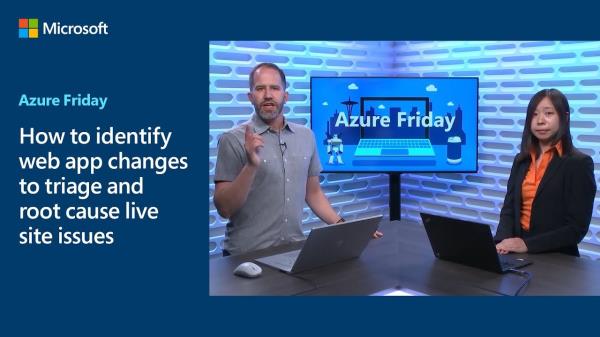 Microsoft
Azure Friday
How to identify
web app changes
to triage and
root cause live
site issues
Azure Friday